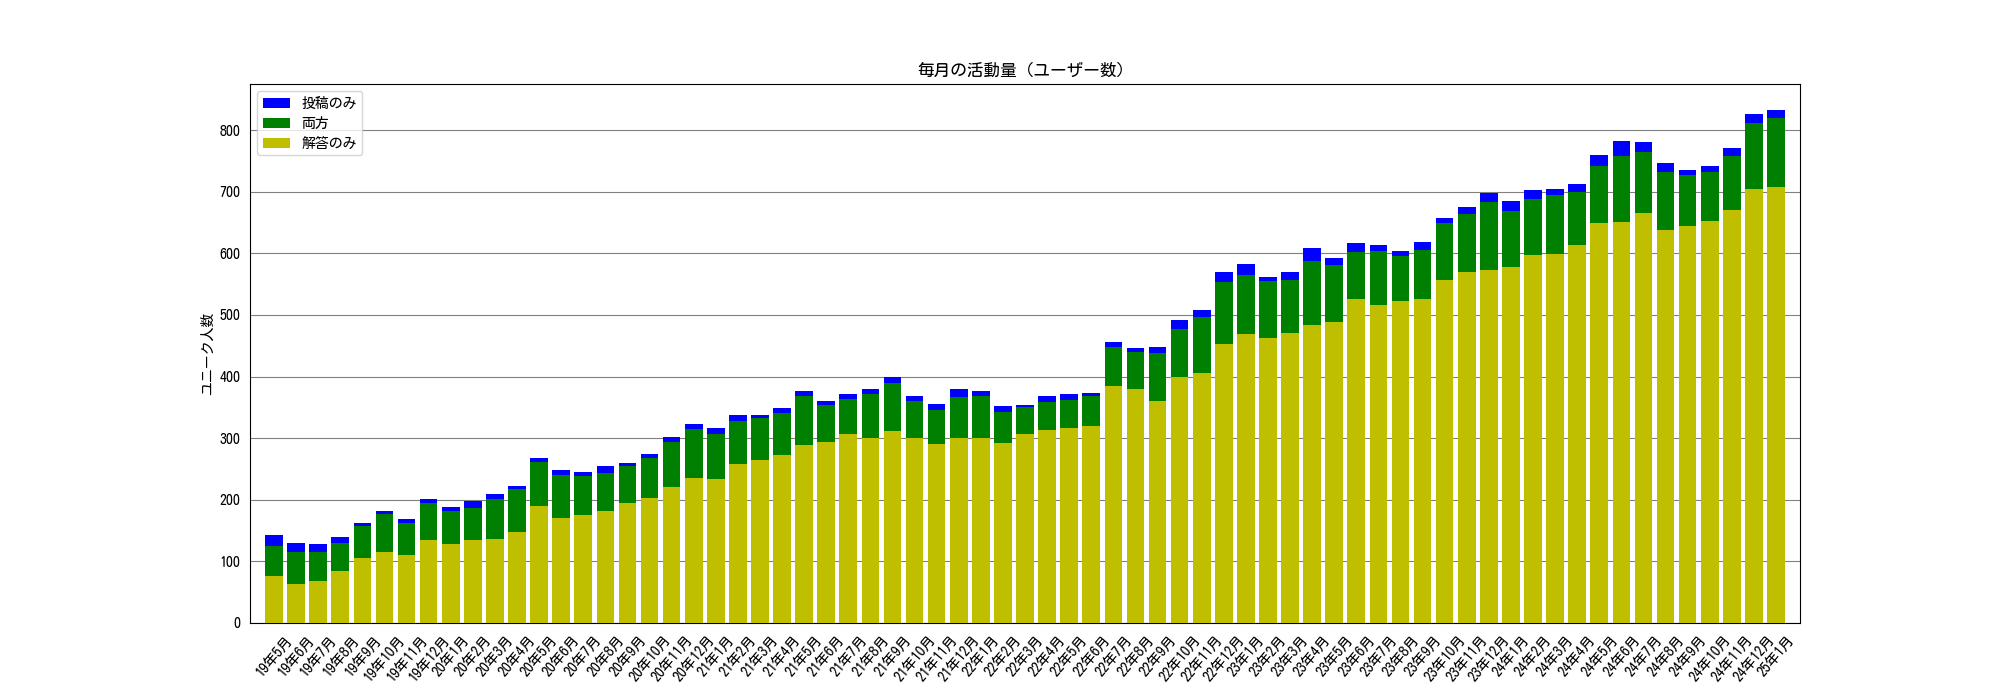 毎月の活動量（ユーザー数）
投稿のみ
両方
解答のみ
ユニーク人数
800
700
600
500
400
300
200
100
0
19年5月
19年6月
19年7月
19年8月
19年9月
19年10月
19年11月
19年12月
20年1月
20年2月
20年3月
20年4月
20年5月
20年6月
20年7月
20年8月
20年9月
20年10月
20年11月
20年12月
21年1月
21年2月
21年3月
21年4月
21年5月
21年6月
21年7月
21年8月
21年9月
21年10月
21年11月
21年12月
22年1月
22年2月
22年3月
22年4月
22年5月
22年6月
22年7月
22年8月
22年9月
22年10月
22年11月
22年12月
23年1月
23年2月
23年3月
23年4月
23年5月
23年6月
23年7月
23年8月
23年9月
23年10月
23年11月
23年12月
24年1月
24年2月
24年3月
24年4月
24年5月
24年6月
24年7月
24年8月
24年9月
24年10月
24年11月
24年12月
25年1月